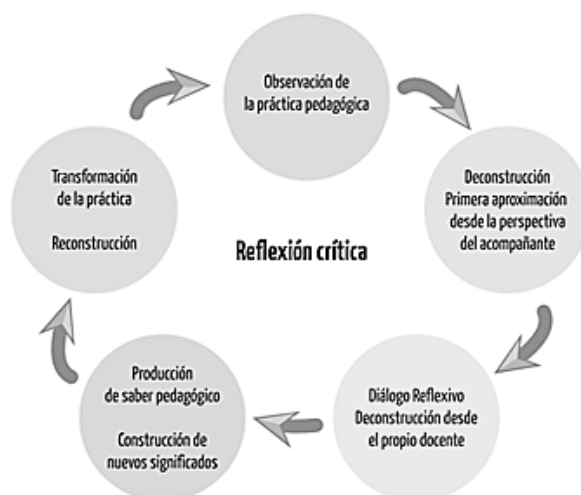 Observación de
la práctica pedagógica
Deconstrucción
Primera aproximación
desde la perspectiva
del acompañante
Diálogo Reflexivo
Deconstrucción desde
el propio docente
Producción
de saber pedagógico
Construcción de
nuevos significados
Transformación
de la práctica
Reconstrucción
Reflexión crítica